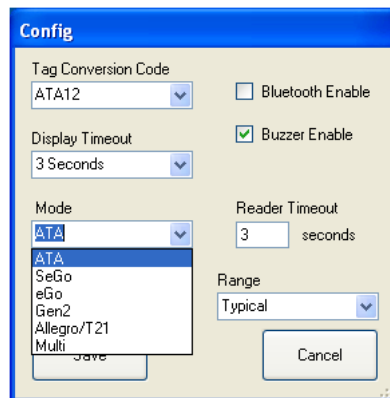 Config
Tag Conversion Code
ATA12
Bluetooth Enable
Display Timeout
Buzzer Enable
3 Seconds
Mode
Reader Timeout
ATA
3 seconds
ATA
SeGo
eGo
Gen2
Allegro/T21
Multi
Range
Typical
Save
Cancel